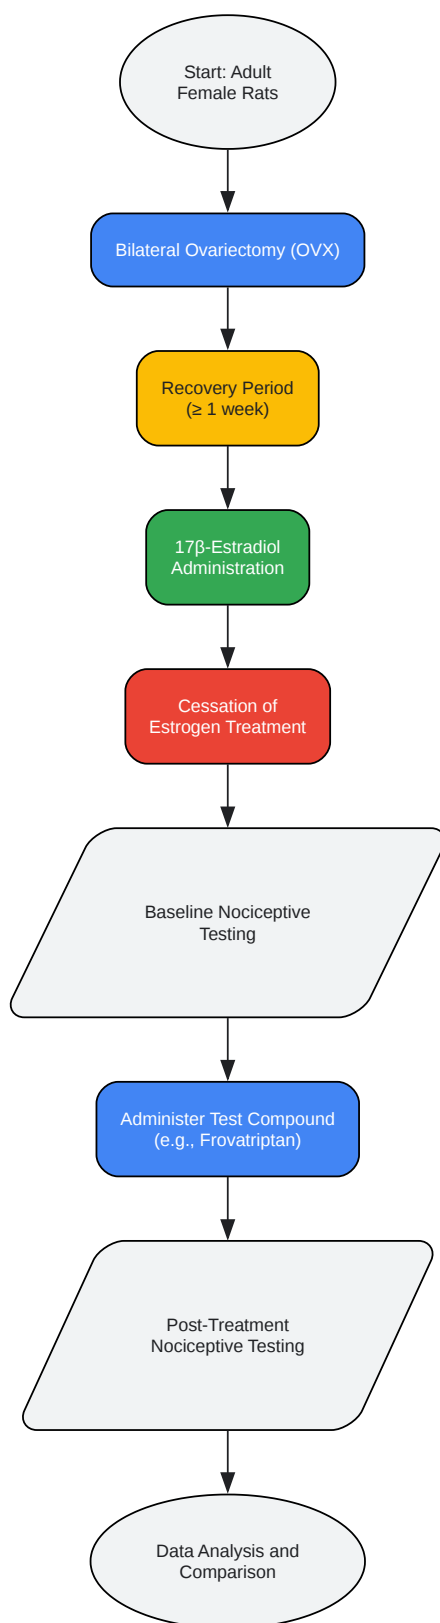 Start: Adult
Female Rats
Bilateral Ovariectomy (OVX)
Recovery Period
(≥ 1 week)
17β-Estradiol
Administration
Cessation of
Estrogen Treatment
Baseline Nociceptive
Testing
Administer Test Compound
(e.g., Frovatriptan)
Post-Treatment
Nociceptive Testing
Data Analysis and
Comparison